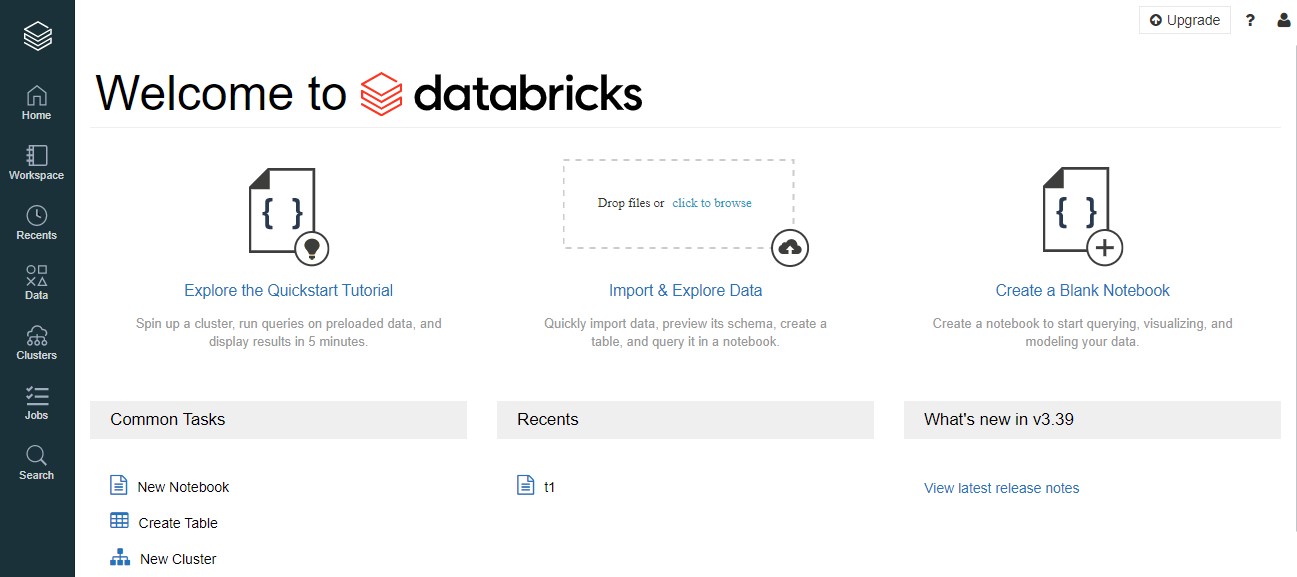 Upgrade ?
Home
Workspace
Recents
Data
Clusters
Jobs
Search
Welcome to databricks
{ }
Explore the Quickstart Tutorial
Spin up a cluster, run queries on preloaded data, and
display results in 5 minutes.
Drop files or click to browse
Import & Explore Data
Quickly import data, preview its schema, create a
table, and query it in a notebook.
{ }
Create a Blank Notebook
Create a notebook to start querying, visualizing, and
modeling your data.
Common Tasks
New Notebook
Create Table
New Cluster
Recents
t1
What's new in v3.39
View latest release notes